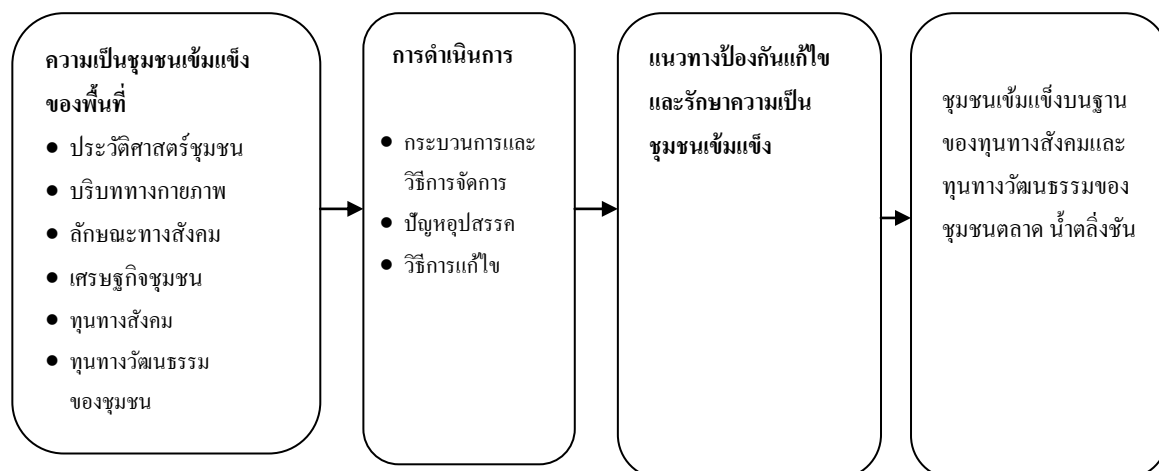 ความเป็นชุมชนเข้มแข็ง
ของพื้นที่
● ประวัติศาสตร์ชุมชน
● บริบททางกายภาพ
● ลักษณะทางสังคม
● เศรษฐกิจชุมชน
● ทุนทางสังคม
● ทุนทางวัฒนธรรม
ของชุมชน
การดำเนินการ
● กระบวนการและ
วิธีการจัดการ
● ปัญหอุปสรรค
● วิธีการแก้ไข
แนวทางป้องกันแก้ไข
และรักษาความเป็น
ชุมชนเข้มแข็ง
ชุมชนเข้มแข็งบนฐาน
ของทุนทางสังคมและ
ทุนทางวัฒนธรรมของ
ชุมชนตลาด น้ำตลิ่งชัน